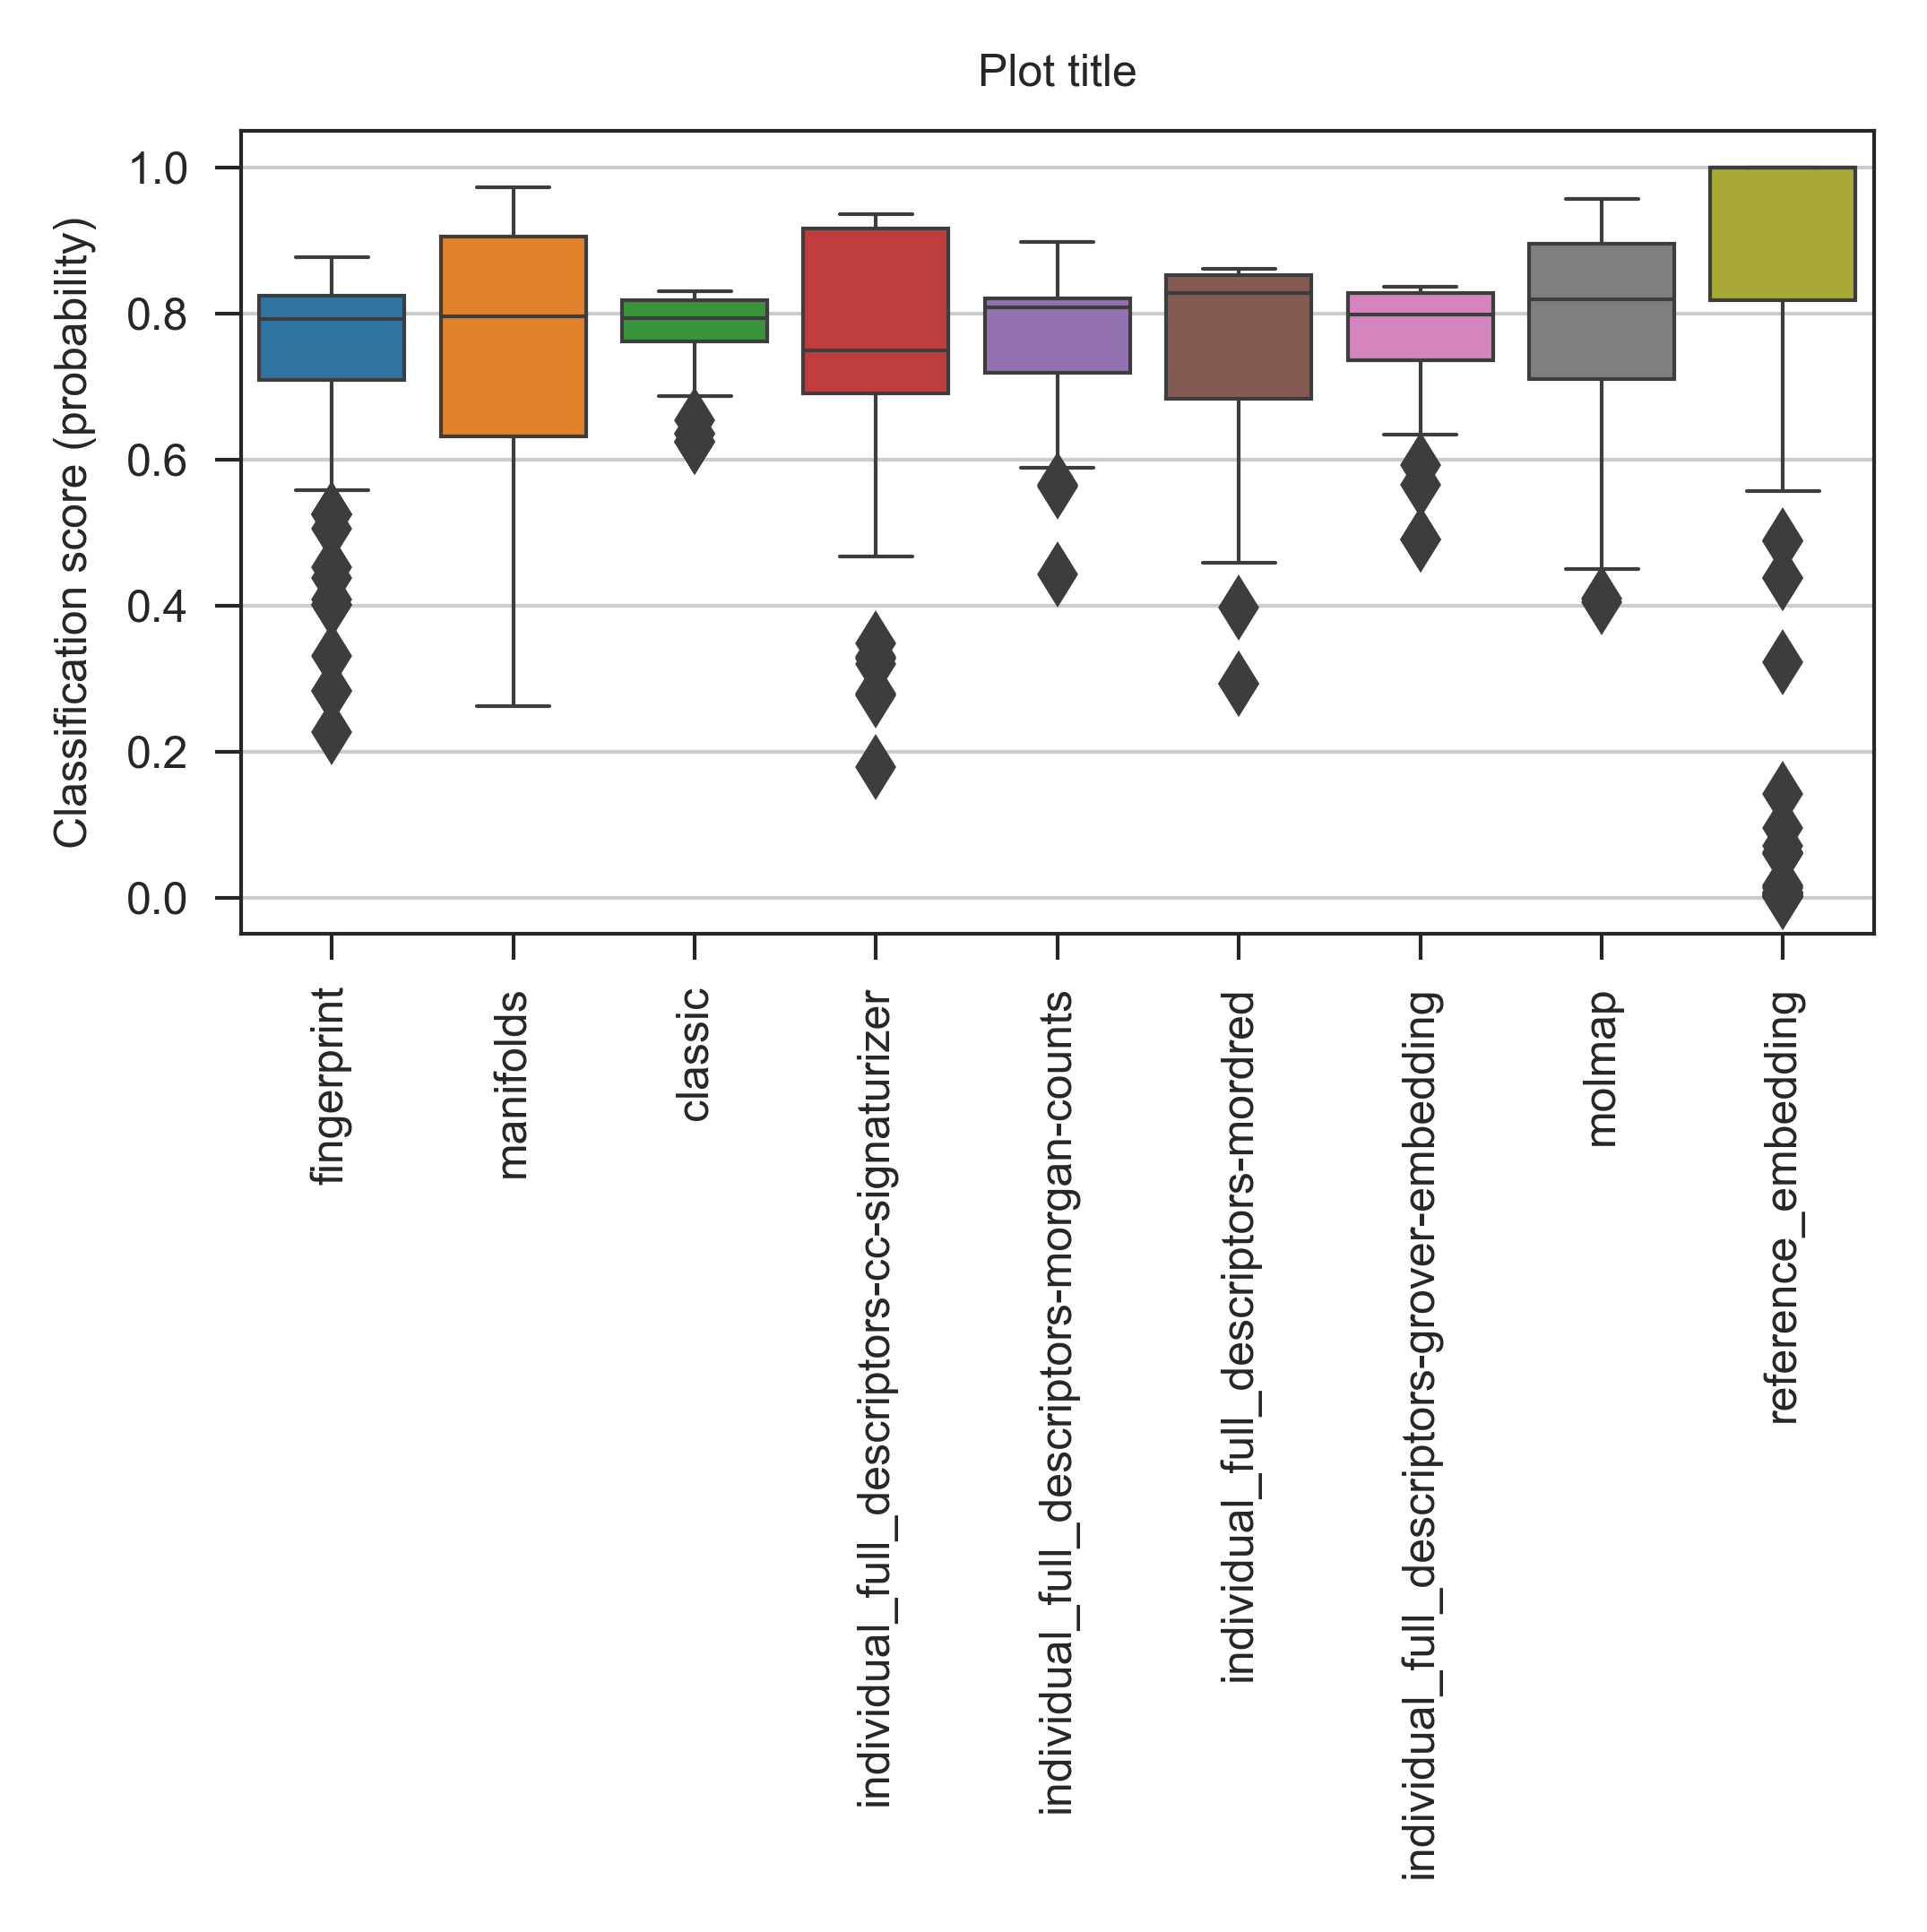 Plot title
Classification score (probability)
1.0
0.8
0.6
0.4
0.2
0.0
fingerprint
manifolds
classic
individual_full_descriptors-cc-signaturizer
individual_full_descriptors-morgan-counts
individual_full_descriptors-mordred
individual_full_descriptors-grover-embedding
molmap
reference_embedding